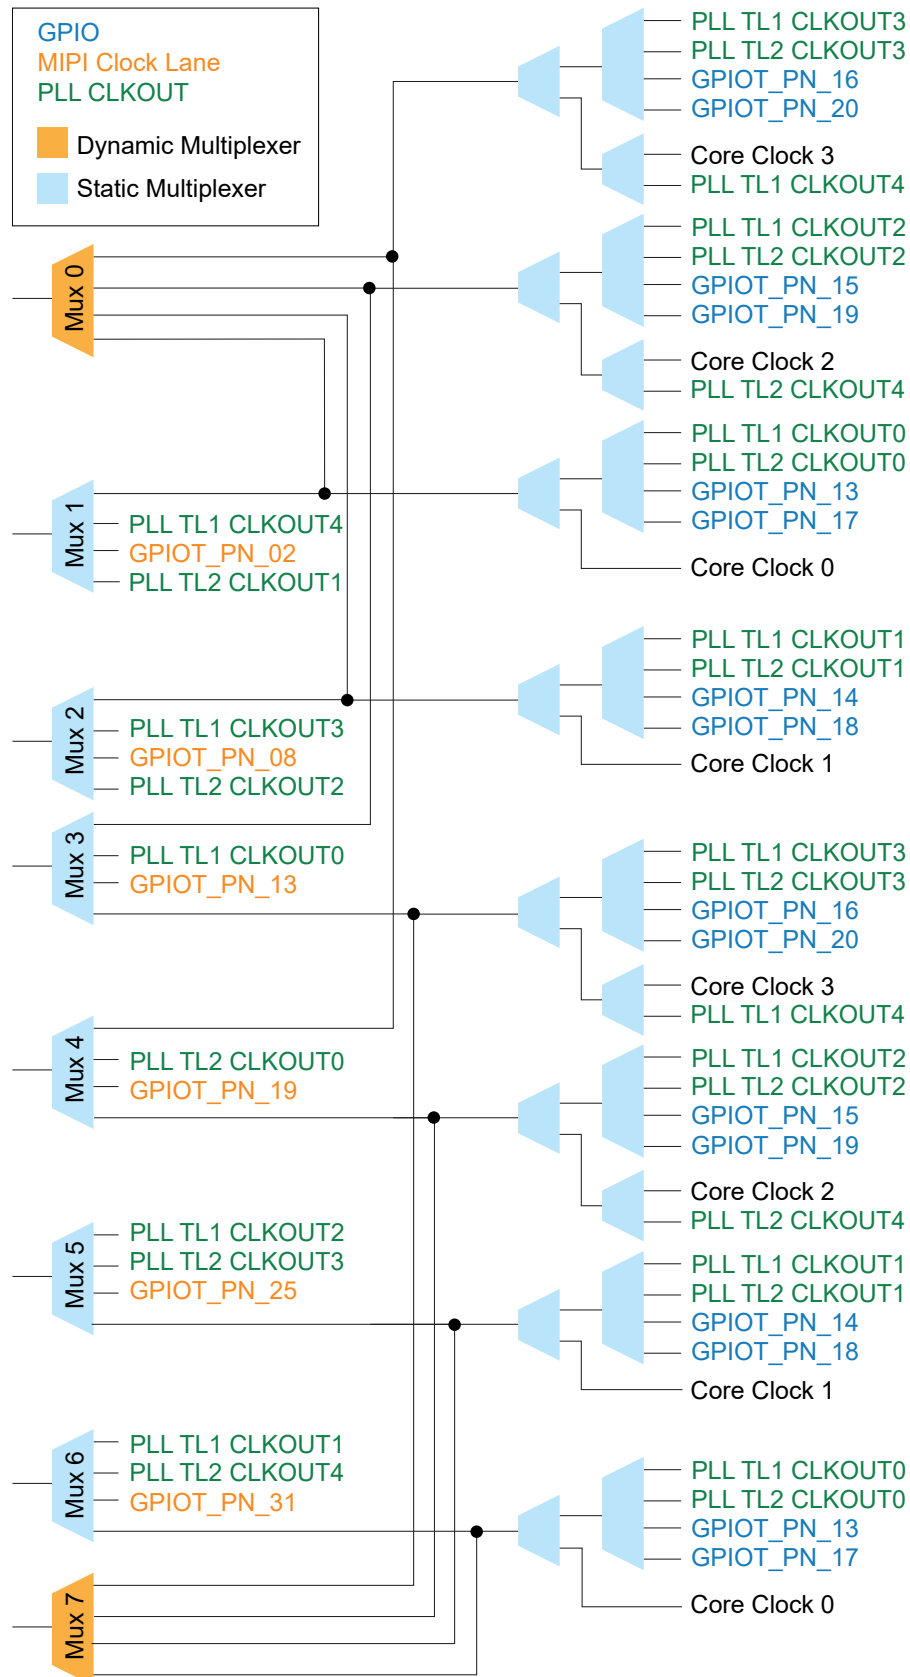 GPIO
MIPI Clock Lane
PLL CLKOUT
Dynamic Multiplexer
Static Multiplexer
PLL TL1 CLKOUT3
PLL TL2 CLKOUT3
GPIOT_PN_16
GPIOT_PN_20
Core Clock 3
PLL TL1 CLKOUT4
Mux 0
PLL TL1 CLKOUT2
PLL TL2 CLKOUT2
GPIOT_PN_15
GPIOT_PN_19
Core Clock 2
PLL TL2 CLKOUT4
PLL TL1 CLKOUT0
PLL TL2 CLKOUT0
GPIOT_PN_13
GPIOT_PN_17
Core Clock 0
Mux 1
PLL TL1 CLKOUT4
GPIOT_PN_02
PLL TL2 CLKOUT1
PLL TL1 CLKOUT1
PLL TL2 CLKOUT1
GPIOT_PN_14
GPIOT_PN_18
Core Clock 1
Mux 2
PLL TL1 CLKOUT3
GPIOT_PN_08
PLL TL2 CLKOUT2
Mux 3
PLL TL1 CLKOUT0
GPIOT_PN_13
PLL TL1 CLKOUT3
PLL TL2 CLKOUT3
GPIOT_PN_16
GPIOT_PN_20
Core Clock 3
PLL TL1 CLKOUT4
Mux 4
PLL TL2 CLKOUT0
GPIOT_PN_19
PLL TL1 CLKOUT2
PLL TL2 CLKOUT2
GPIOT_PN_15
GPIOT_PN_19
Core Clock 2
PLL TL2 CLKOUT4
Mux 5
PLL TL1 CLKOUT2
PLL TL2 CLKOUT3
GPIOT_PN_25
PLL TL1 CLKOUT1
PLL TL2 CLKOUT1
GPIOT_PN_14
GPIOT_PN_18
Core Clock 1
Mux 6
PLL TL1 CLKOUT1
PLL TL2 CLKOUT4
GPIOT_PN_31
PLL TL1 CLKOUT0
PLL TL2 CLKOUT0
GPIOT_PN_13
GPIOT_PN_17
Core Clock 0
Mux 7